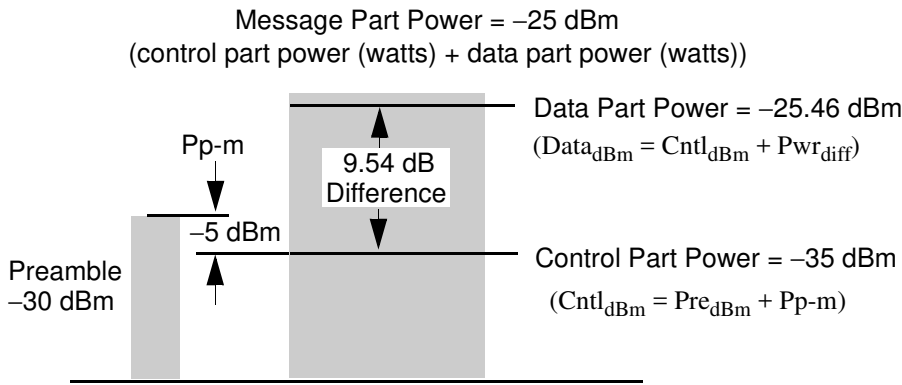 Message Part Power = −25 dBm
(control part power (watts) + data part power (watts))
Data Part Power = −25.46 dBm
(Data_dBm = Cntl_dBm + Pwr_diff)
Pp-m
9.54 dB
Difference
−5 dBm
Preamble
−30 dBm
Control Part Power = −35 dBm
(Cntl_dBm = Pre_dBm + Pp-m)